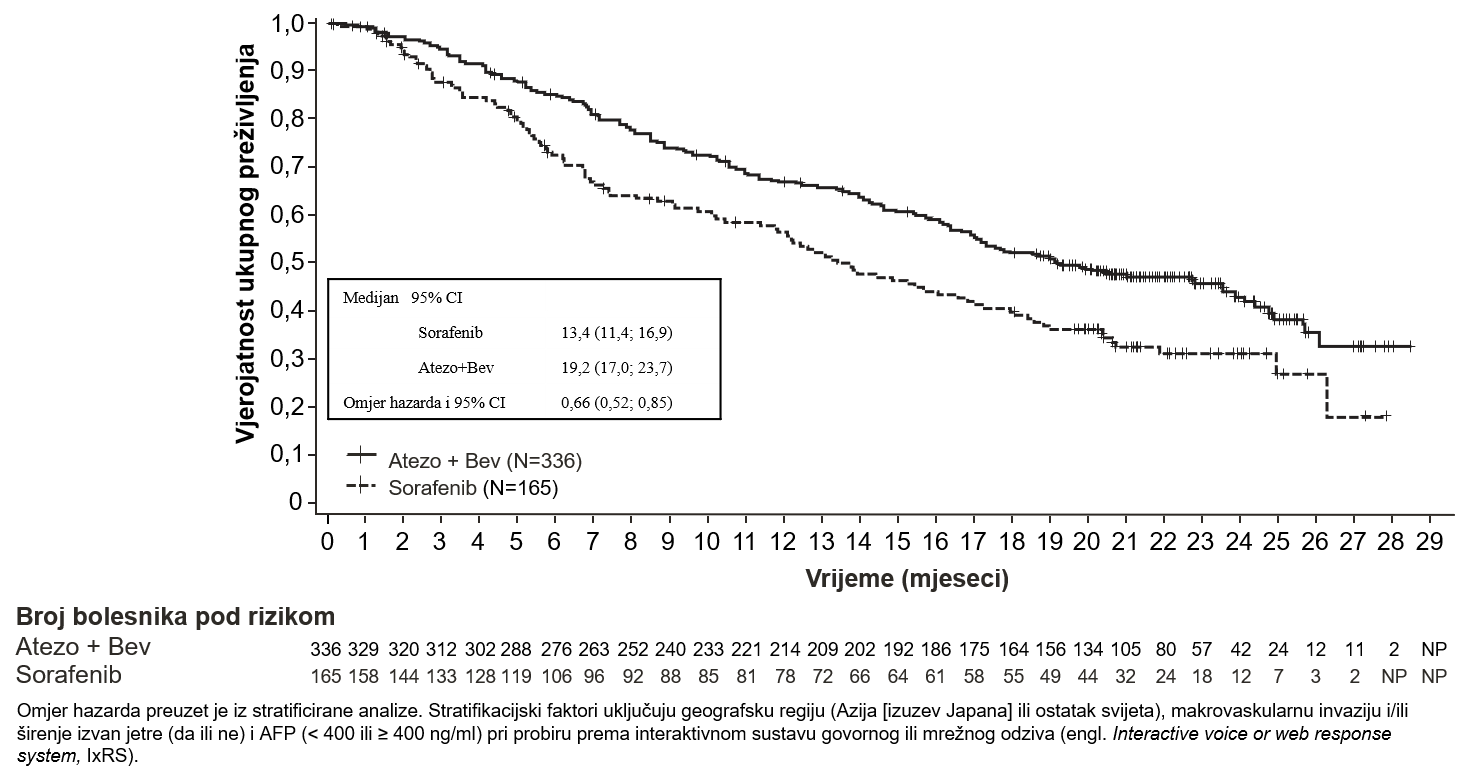 Vjerojatnost ukupnog preživljenja
1,0
0,9
0,8
0,7
0,6
0,5
0,4
0,3
0,2
0,1
0
Medijan 95% CI
Sorafenib 13,4 (11,4; 16,9)
Atezo+Bev 19,2 (17,0; 23,7)
Omjer hazarda i 95% CI 0,66 (0,52; 0,85)
Atezo + Bev (N=336)
Sorafenib (N=165)
0 1 2 3 4 5 6 7 8 9 10 11 12 13 14 15 16 17 18 19 20 21 22 23 24 25 26 27 28 29
Vrijeme (mjeseci)
Broj bolesnika pod rizikom
Atezo + Bev 336 329 320 312 302 288 276 263 252 240 233 221 214 209 202 192 186 175 164 156 134 105 80 57 42 24 12 11 2 NP
Sorafenib 165 158 144 133 128 119 106 96 92 88 85 81 78 72 66 64 61 58 55 49 44 32 24 18 12 7 3 2 NP NP
Omjer hazarda preuzet je iz stratificirane analize. Stratifikacijski faktori uključuju geografsku regiju (Azija [izuzev Japana] ili ostatak svijeta), makrovaskularnu invaziju i/ili
širenje izvan jetre (da ili ne) i AFP (< 400 ili ≥ 400 ng/ml) pri probiru prema interaktivnom sustavu govornog ili mrežnog odziva (engl. Interactive voice or web response
system, IxRS).